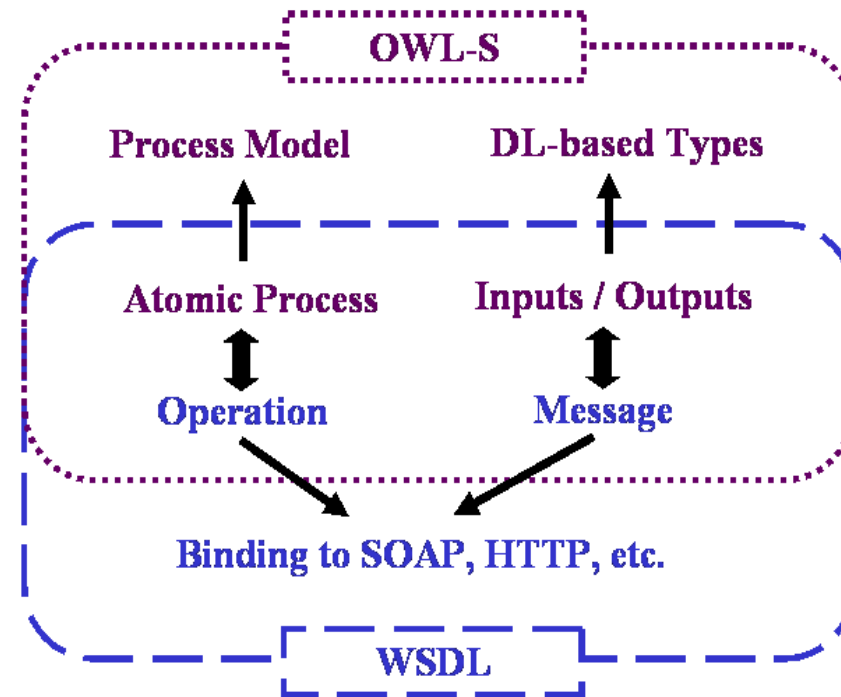 OWL-S
Process Model
DL-based Types
Atomic Process
Inputs / Outputs
Operation
Message
Binding to SOAP, HTTP, etc.
WSDL